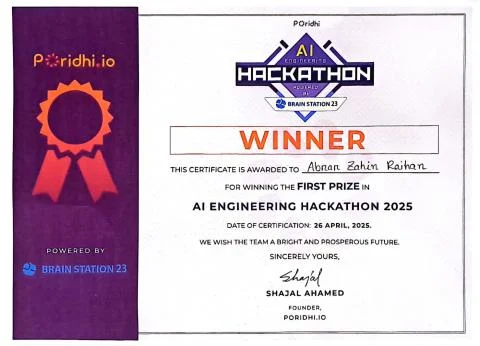 Poridhi.io
POWERED BY
BRAIN STATION 23
Poridhi
AI
ENGINEERING
HACKATHON
POWERED
BY
BRAIN STATION 23
WINNER
THIS CERTIFICATE IS AWARDED TO Abrar Zahin Raihan
FOR WINNING THE FIRST PRIZE IN
AI ENGINEERING HACKATHON 2025
DATE OF CERTIFICATION: 26 APRIL, 2025.
WE WISH THE TEAM A BRIGHT AND PROSPEROUS FUTURE.
SINCERELY YOURS,
Shajal
SHAJAL AHAMED
FOUNDER,
PORIDHI.IO